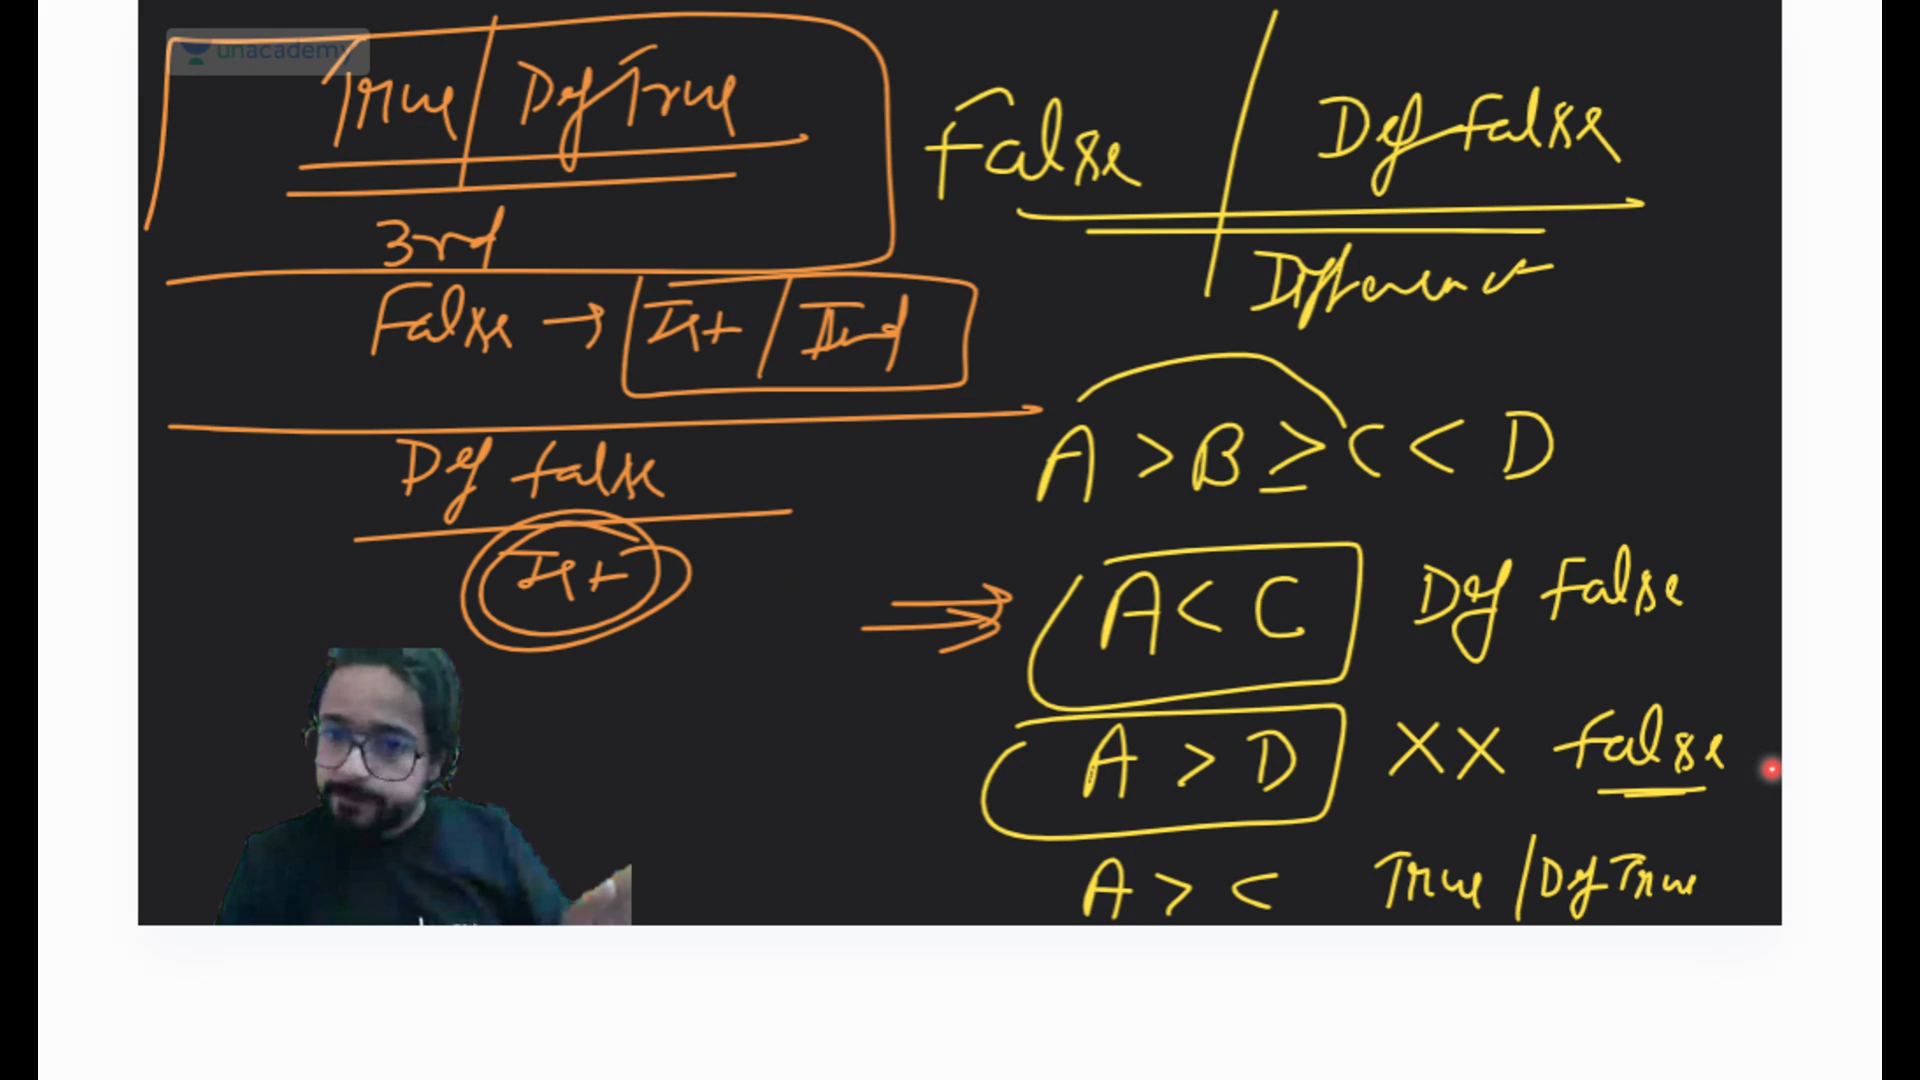 unacademy
True / Def True
3rd
False → Ist / IInd
Def false
Ist
False / Def false
Difference
A > B ≥ C < D
A < C Def False
A > D XX false
A > C True / Def True